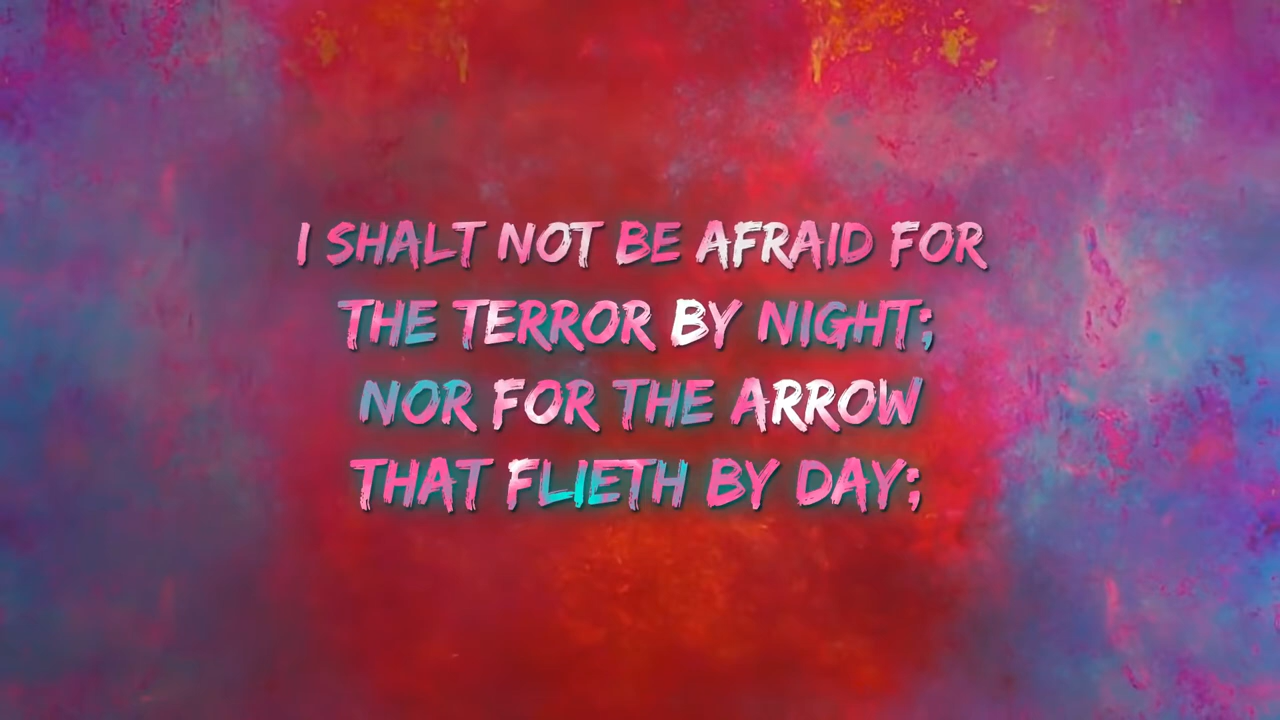 I SHALT NOT BE AFRAID FOR
THE TERROR BY NIGHT;
NOR FOR THE ARROW
THAT FLIETH BY DAY;